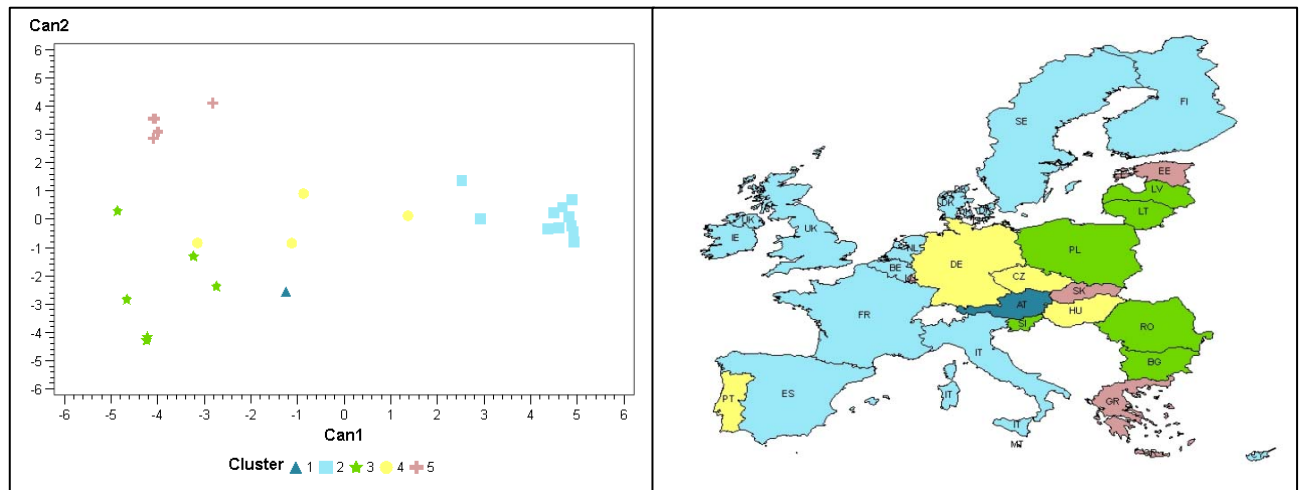 Can2
6
5
4
3
2
1
0
-1
-2
-3
-4
-5
-6
-6 -5 -4 -3 -2 -1 0 1 2 3 4 5 6
Can1
Cluster 1 2 3 4 5
FI
SE
EE
LV
DK
LT
UK
IE UK
NL
PL
BE DE
CZ
SK
FR AT HU
SI
RO
IT
BG
PT ES IT
GR
IT
MT